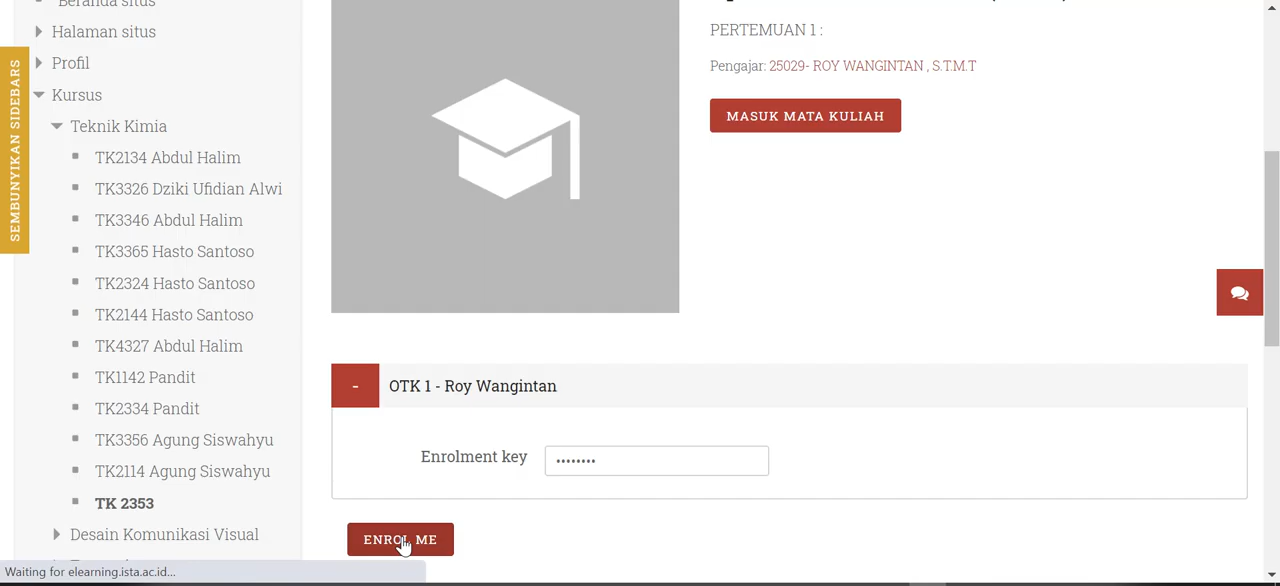 Beranda situs
Halaman situs
Profil
Kursus
Teknik Kimia
TK2134 Abdul Halim
TK3326 Dziki Ufidian Alwi
TK3346 Abdul Halim
TK3365 Hasto Santoso
TK2324 Hasto Santoso
TK2144 Hasto Santoso
TK4327 Abdul Halim
TK1142 Pandit
TK2334 Pandit
TK3356 Agung Siswahyu
TK2114 Agung Siswahyu
TK 2353
Desain Komunikasi Visual
SEMBUNYIKAN SIDEBARS
PERTEMUAN 1 :
Pengajar: 25029- ROY WANGINTAN , S.T.M.T
MASUK MATA KULIAH
- OTK 1 - Roy Wangintan
Enrolment key ••••••••
ENROL ME
Waiting for elearning.ista.ac.id...